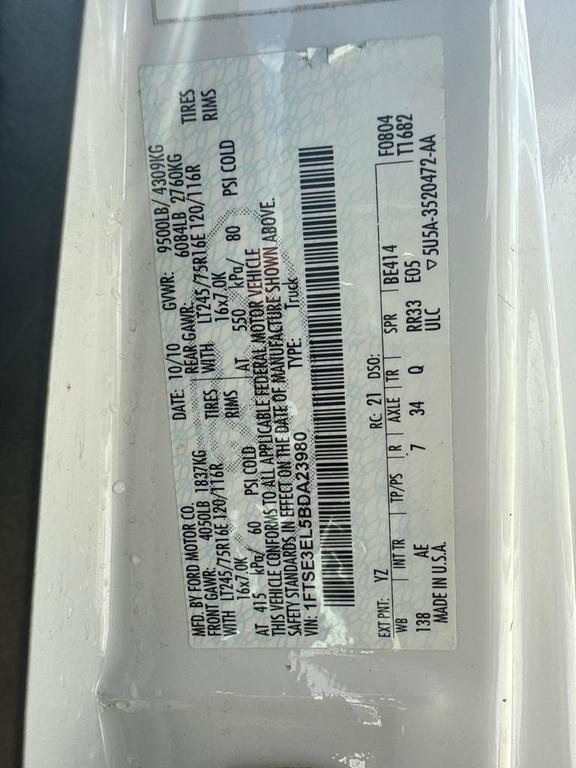 MFD. BY FORD MOTOR CO. DATE: 10/10 GVWR: 9500LB/ 4309KG
FRONT GAWR: 4050LB 1837KG REAR GAWR: 6084LB 2760KG
WITH LT245/75R16E 120/116R TIRES WITH LT245/75R16E 120/116R TIRES
16x7.0K RIMS 16x7.0K RIMS
AT 415 kPa/ 60 PSI COLD AT 550 kPa/ 80 PSI COLD
THIS VEHICLE CONFORMS TO ALL APPLICABLE FEDERAL MOTOR VEHICLE
SAFETY STANDARDS IN EFFECT ON THE DATE OF MANUFACTURE SHOWN ABOVE.
VIN: 1FTSE3EL5BDA23980 TYPE: Truck
EXT PNT: YZ RC: 21 DSO: F0804
WB INT TR TP/PS R AXLE TR SPR BE414 T1682
138 AE 7 34 Q RR33 E05
MADE IN U.S.A. ULC ▽5U5A-3520472-AA